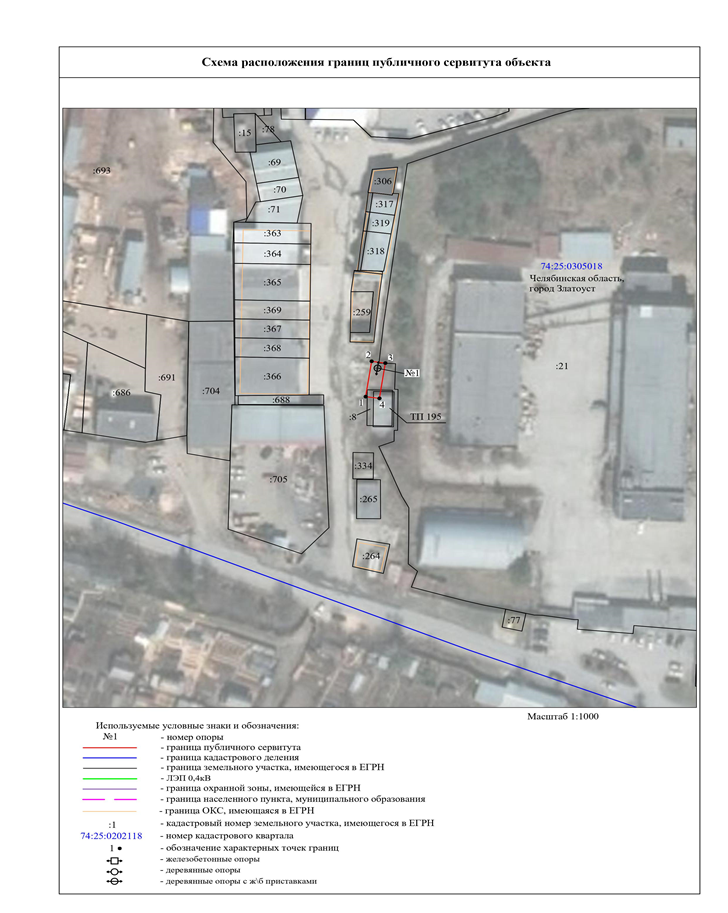 Схема расположения границ публичного сервитута объекта
:15
:78
:69
:693
:306
:70
:317
:71
:319
:363
:318
:364
74:25:0305018
Челябинская область,
город Златоуст
:365
:369
:259
:367
:368
2
3
:21
№1
:691
:366
:686
:704
:688
1
4
:8
ТП 195
:334
:705
:265
:264
:77
Масштаб 1:1000
Используемые условные знаки и обозначения:
№1 - номер опоры
- граница публичного сервитута
- граница кадастрового деления
- граница земельного участка, имеющегося в ЕГРН
- ЛЭП 0,4кВ
- граница охранной зоны, имеющейся в ЕГРН
- граница населенного пункта, муниципального образования
- граница ОКС, имеющаяся в ЕГРН
:1 - кадастровый номер земельного участка, имеющегося в ЕГРН
74:25:0202118 - номер кадастрового квартала
1 - обозначение характерных точек границ
- железобетонные опоры
- деревянные опоры
- деревянные опоры с ж\б приставками